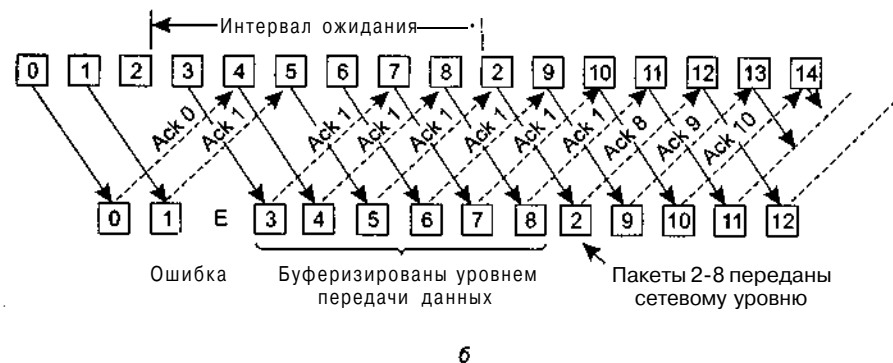 Интервал ожидания
0 1 2 3 4 5 6 7 8 2 9 10 11 12 13 14
Ack 0 Ack 1 Ack 1 Ack 1 Ack 1 Ack 1 Ack 1 Ack 1 Ack 8 Ack 9 Ack 10
0 1 E 3 4 5 6 7 8 2 9 10 11 12
Ошибка
Буферизированы уровнем
передачи данных
Пакеты 2-8 переданы
сетевому уровню
б